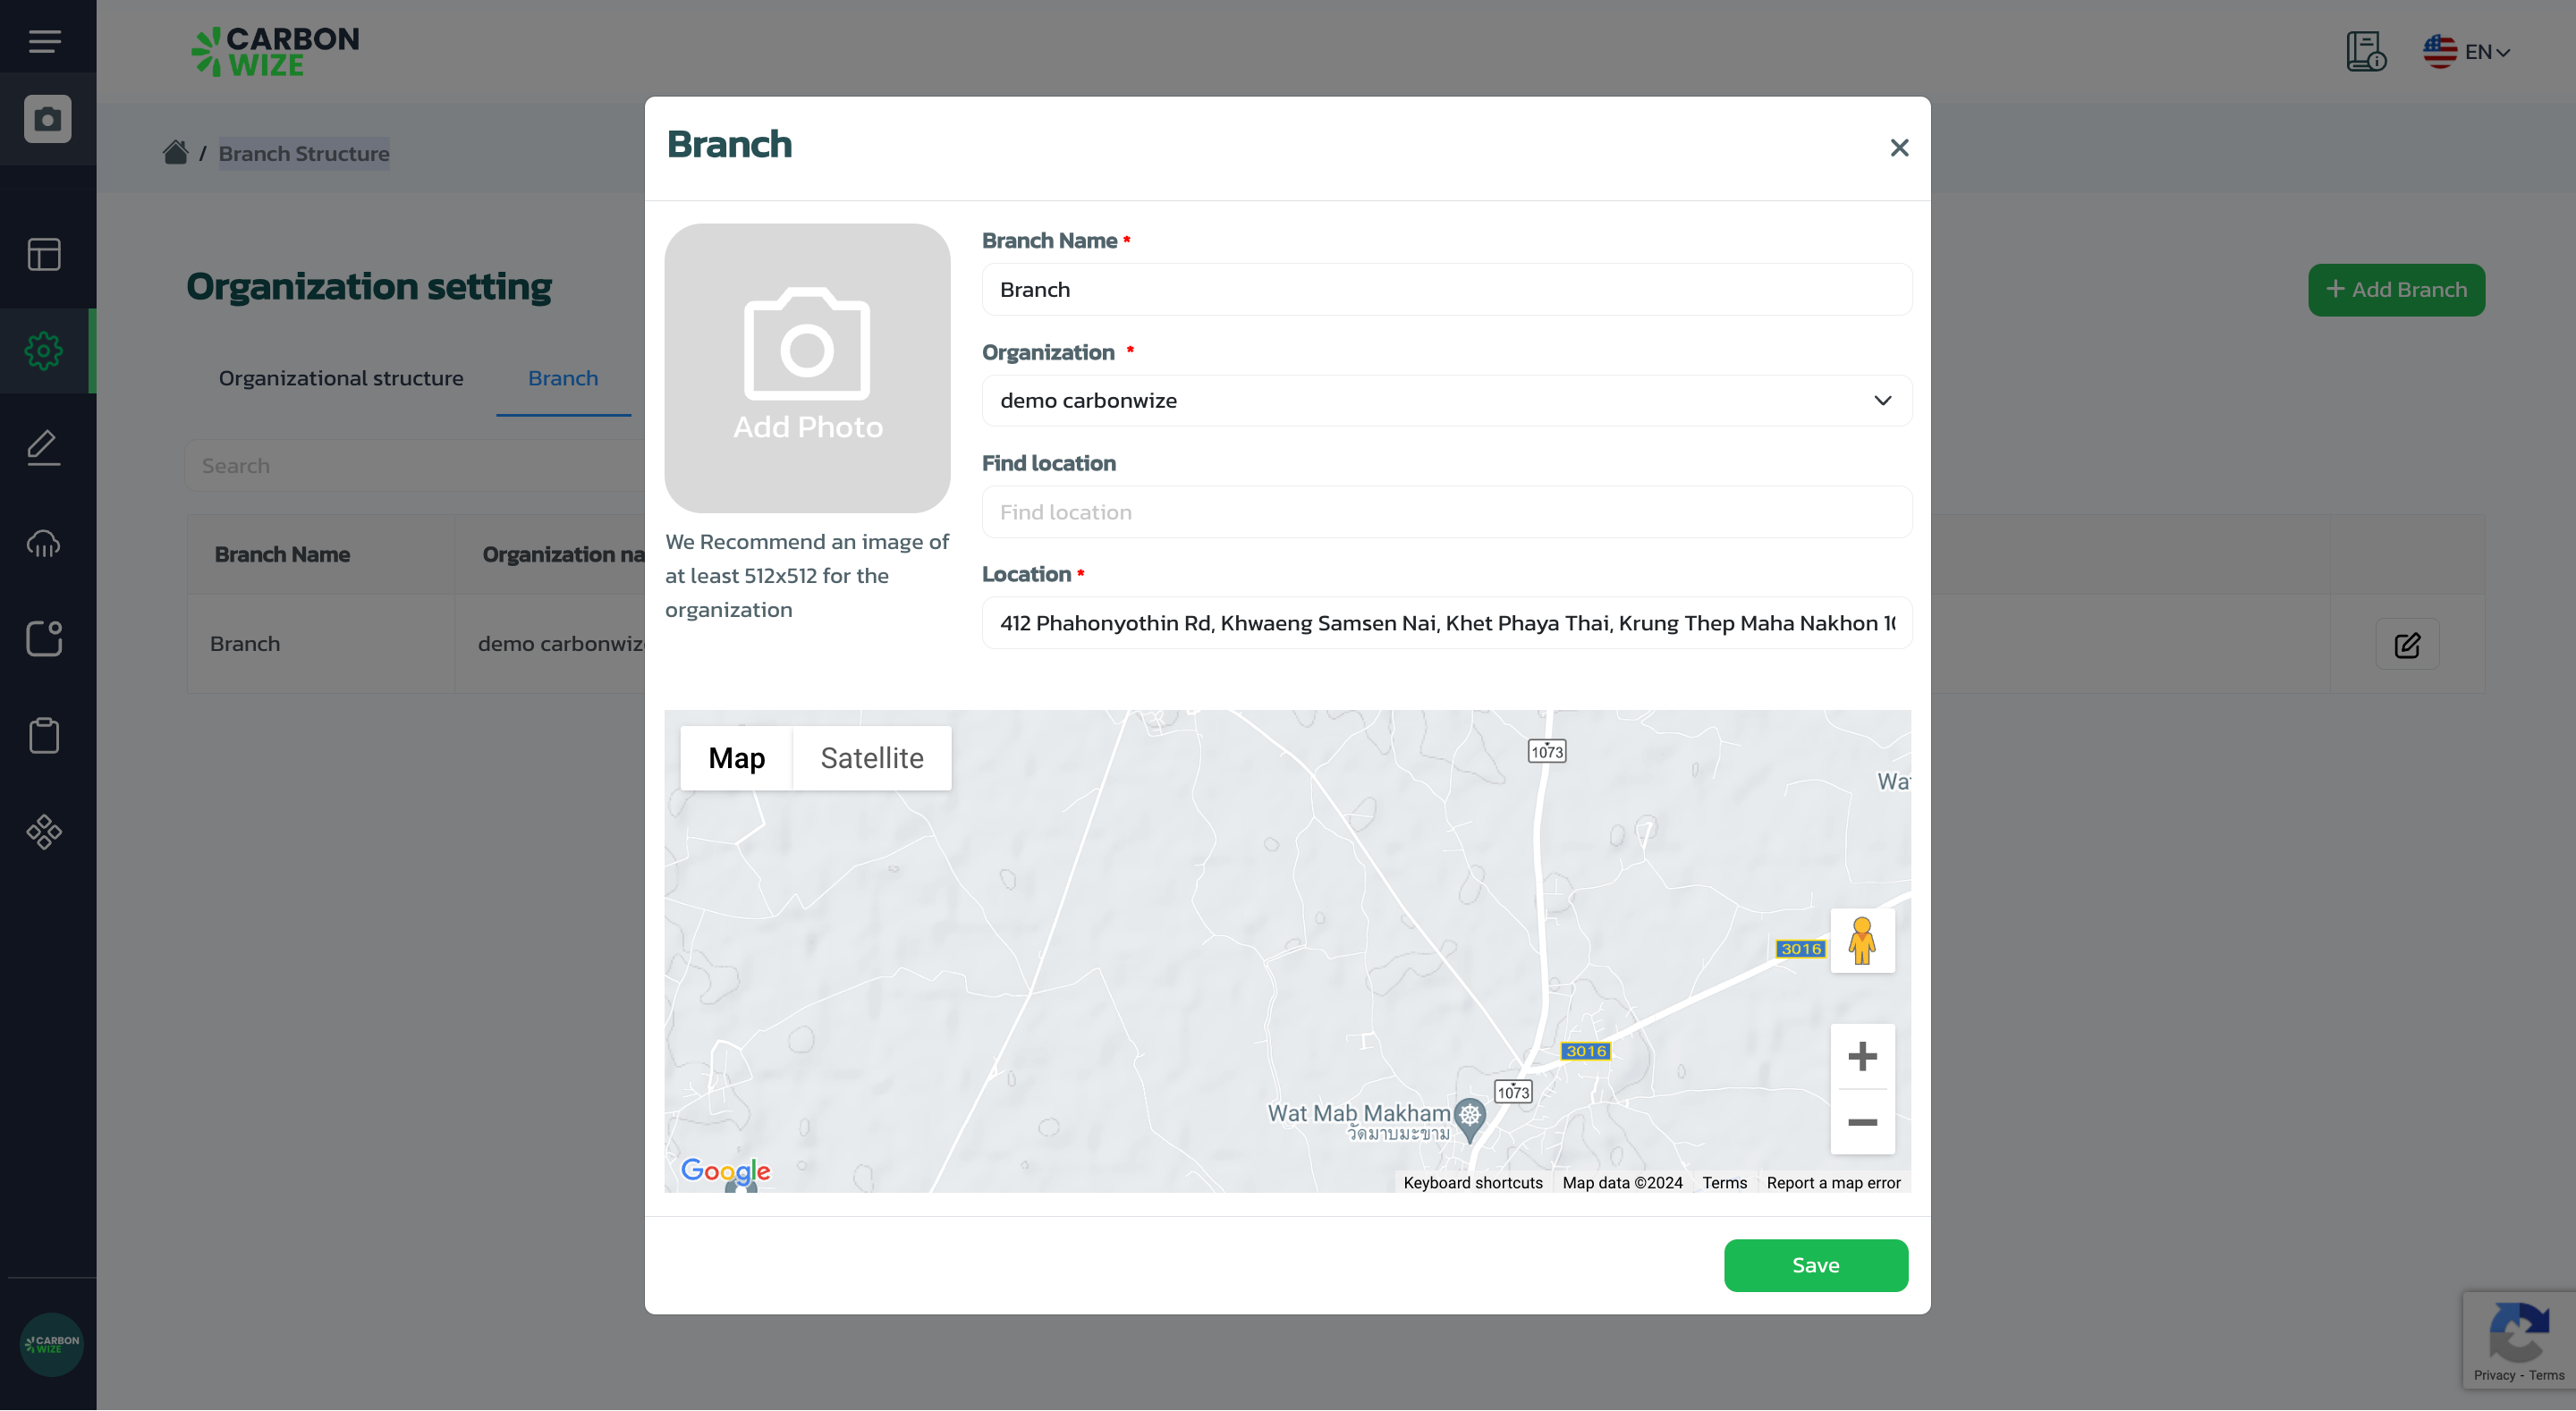 CARBON
WIZE
EN
/ Branch Structure
Organization setting
+ Add Branch
Organizational structure
Branch
Search
Branch Name
Organization na
Branch
demo carbonwiz
Branch
Add Photo
We Recommend an image of
at least 512x512 for the
organization
Branch Name *
Branch
Organization *
demo carbonwize
Find location
Find location
Location *
412 Phahonyothin Rd, Khwaeng Samsen Nai, Khet Phaya Thai, Krung Thep Maha Nakhon 10
Map
Satellite
1073
Wat
3016
3016
1073
Wat Mab Makham
วัดมาบมะขาม
Google
Keyboard shortcuts
Map data ©2024
Terms
Report a map error
Save
CARBON
WIZE
Privacy - Terms